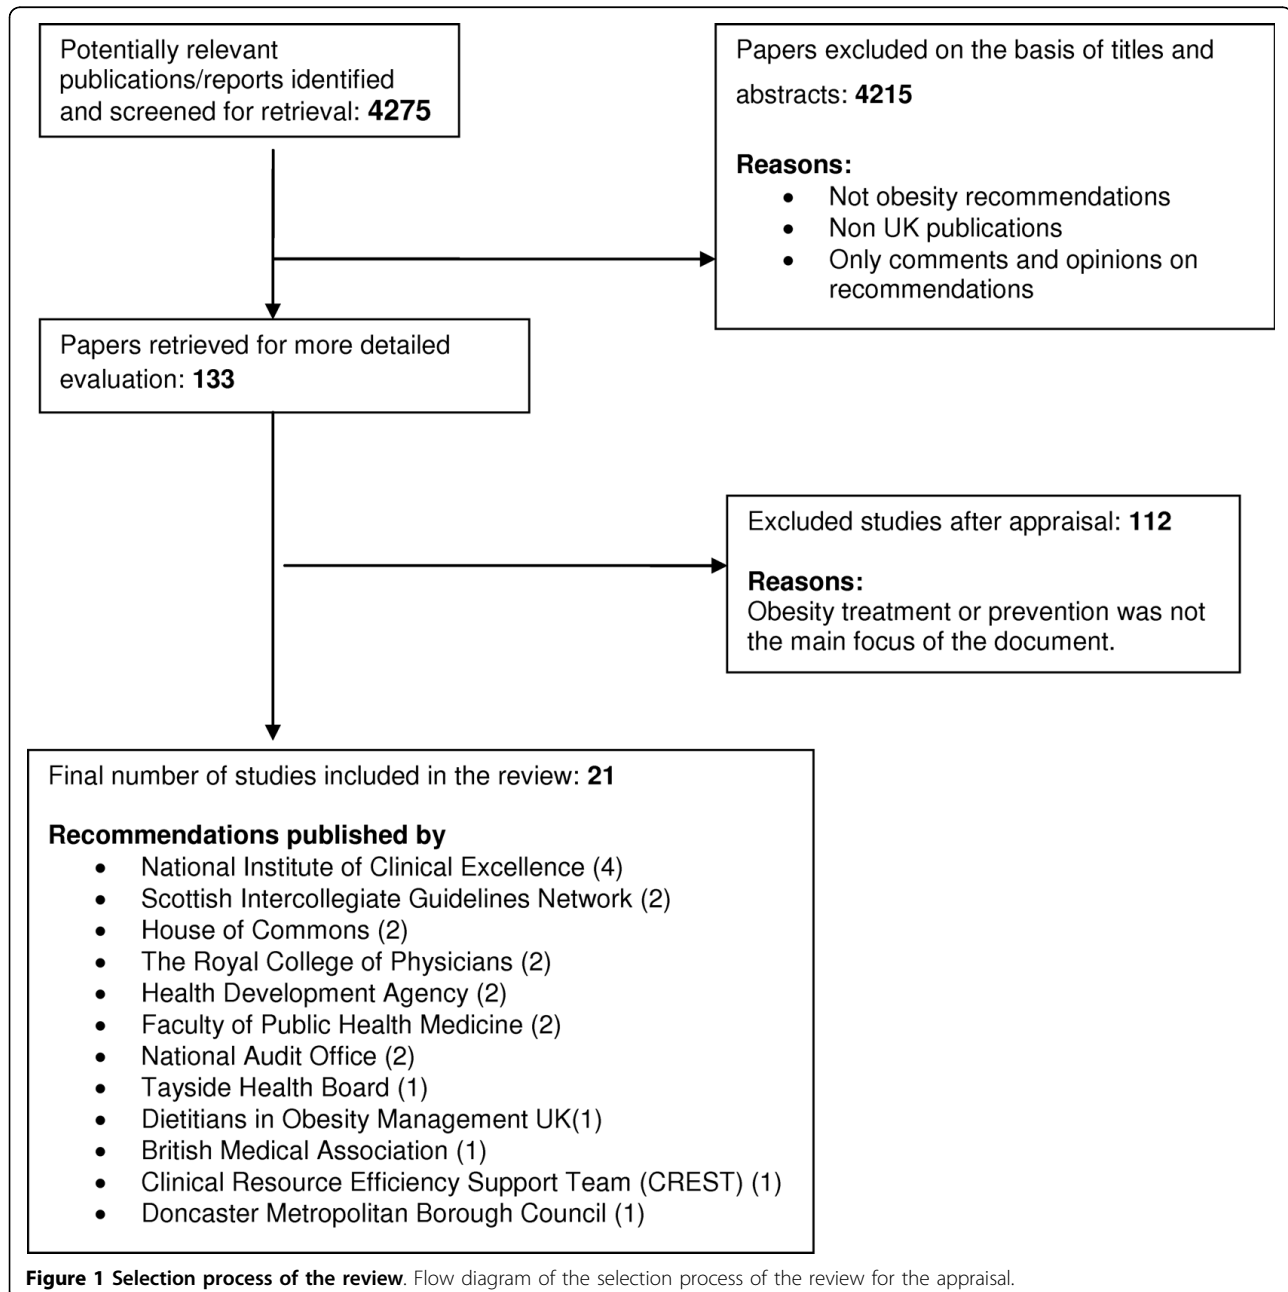 Potentially relevant
publications/reports identified
and screened for retrieval: 4275
Papers excluded on the basis of titles and
abstracts: 4215
Reasons:
• Not obesity recommendations
• Non UK publications
• Only comments and opinions on
recommendations
Papers retrieved for more detailed
evaluation: 133
Excluded studies after appraisal: 112
Reasons:
Obesity treatment or prevention was not
the main focus of the document.
Final number of studies included in the review: 21
Recommendations published by
• National Institute of Clinical Excellence (4)
• Scottish Intercollegiate Guidelines Network (2)
• House of Commons (2)
• The Royal College of Physicians (2)
• Health Development Agency (2)
• Faculty of Public Health Medicine (2)
• National Audit Office (2)
• Tayside Health Board (1)
• Dietitians in Obesity Management UK(1)
• British Medical Association (1)
• Clinical Resource Efficiency Support Team (CREST) (1)
• Doncaster Metropolitan Borough Council (1)
Figure 1 Selection process of the review. Flow diagram of the selection process of the review for the appraisal.